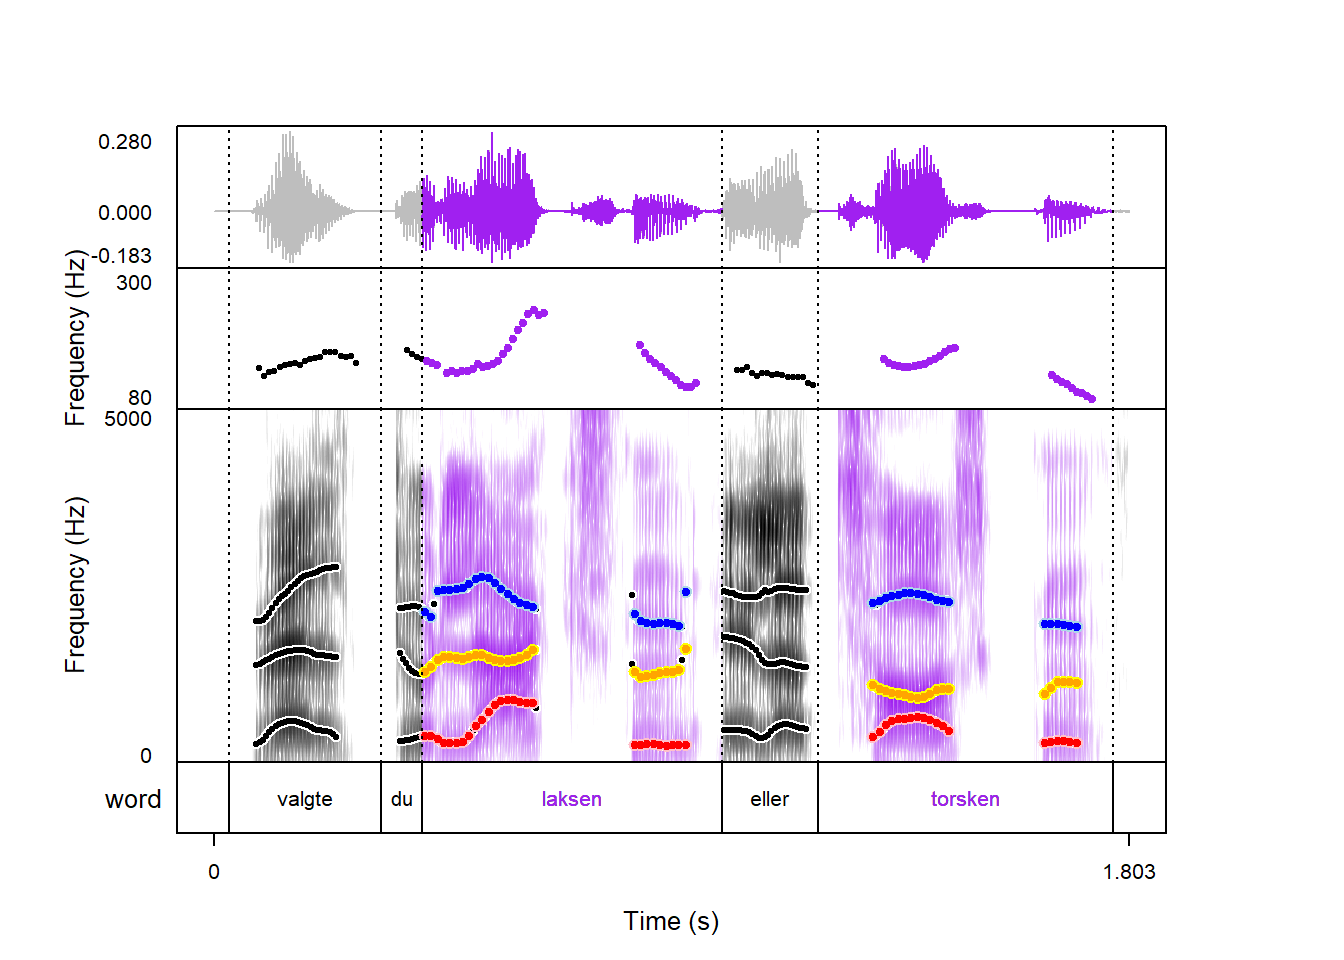 0.280
0.000
-0.183
Frequency (Hz)
300
80
Frequency (Hz)
5000
0
word valgte du laksen eller torsken
0 1.803
Time (s)